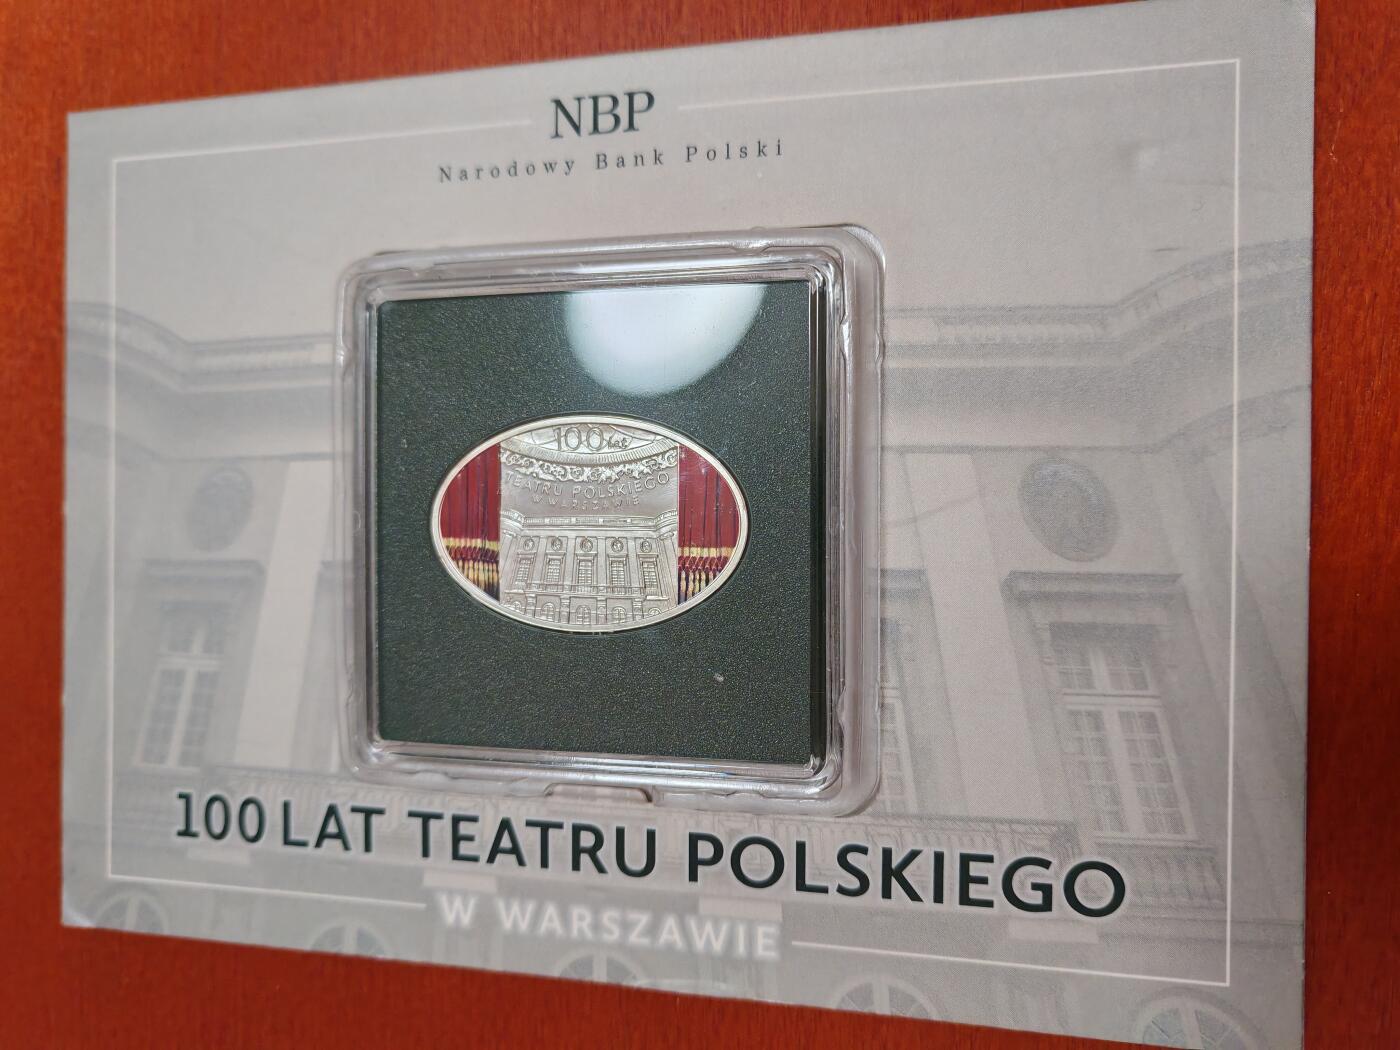 NBP
Narodowy Bank Polski
100 lat
TEATRU POLSKIEGO
W WARSZAWIE
100 LAT TEATRU POLSKIEGO
W WARSZAWIE